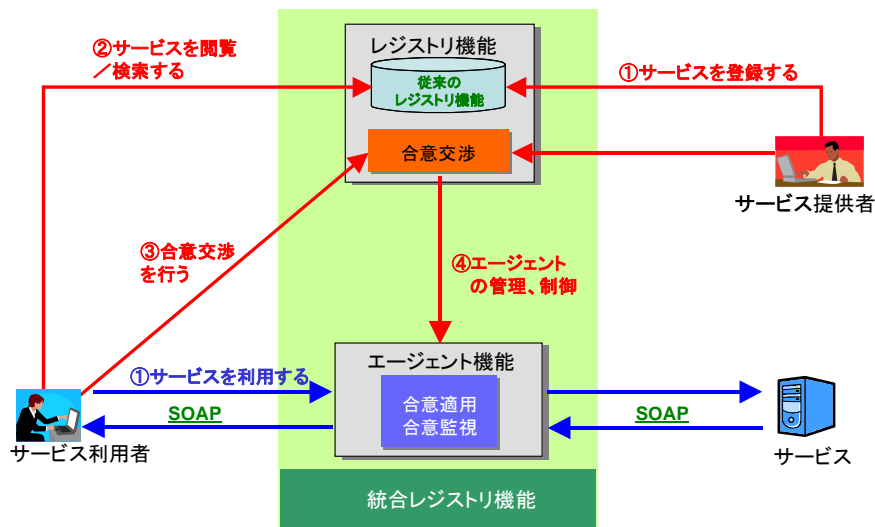 ②サービスを閲覧
／検索する
レジストリ機能
従来の
レジストリ機能
①サービスを登録する
合意交渉
サービス提供者
③合意交渉
を行う
④エージェント
の管理、制御
エージェント機能
①サービスを利用する
合意適用
合意監視
SOAP
SOAP
サービス利用者
サービス
統合レジストリ機能